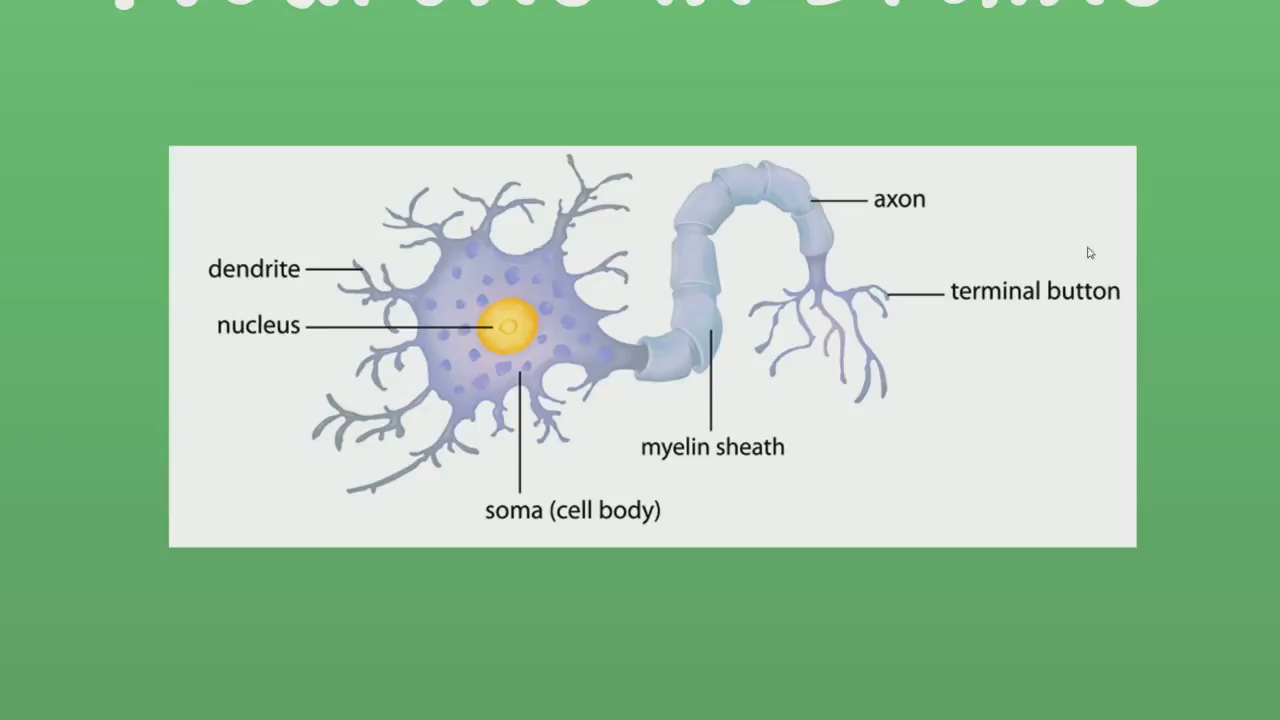 axon
dendrite
terminal button
nucleus
myelin sheath
soma (cell body)